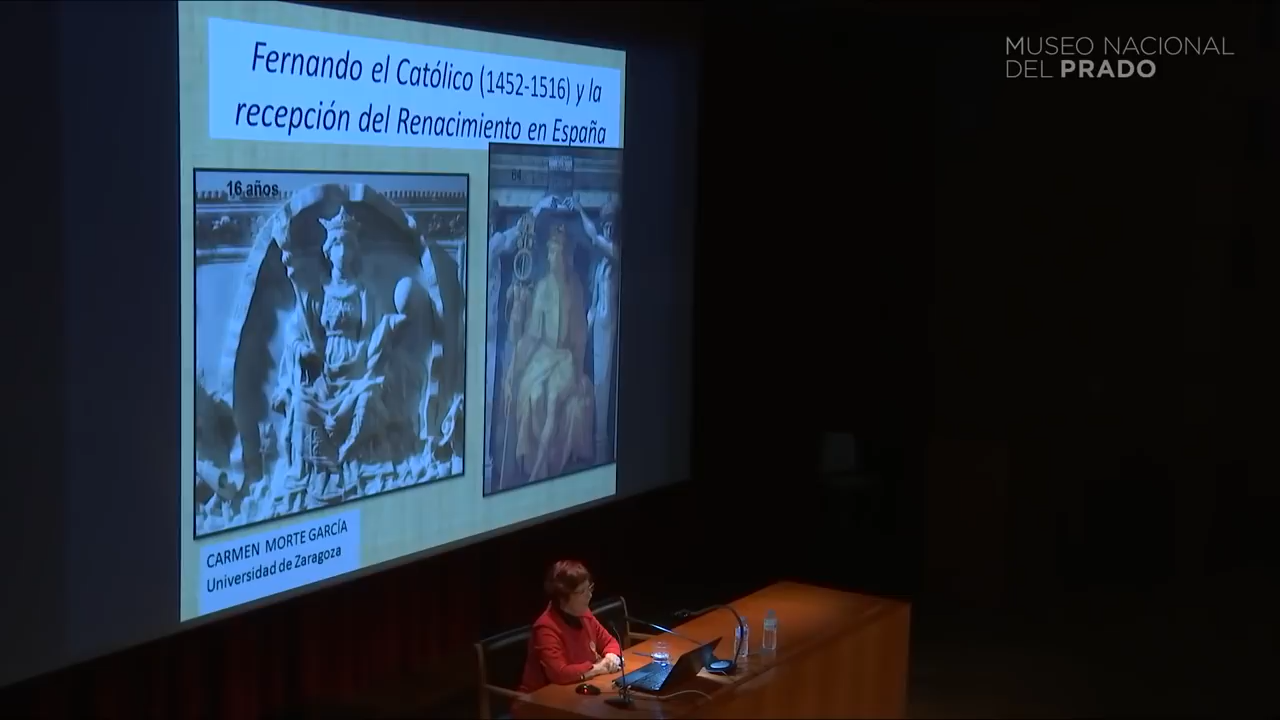 MUSEO NACIONAL
DEL PRADO
Fernando el Católico (1452-1516) y la
recepción del Renacimiento en España
16 años
64
CARMEN MORTE GARCÍA
Universidad de Zaragoza